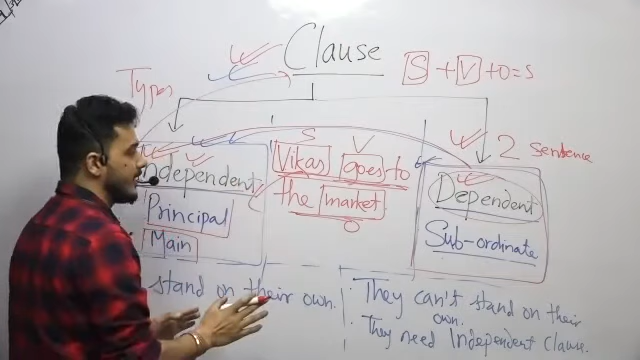 Clause
S + V + o = s
Types
S V
2 sentence
Independent
Vikas goes to
the market
O
Dependent
Principal
Main
Sub-ordinate
stand on their own.
They can't stand on their
own.
They need Independent Clause.